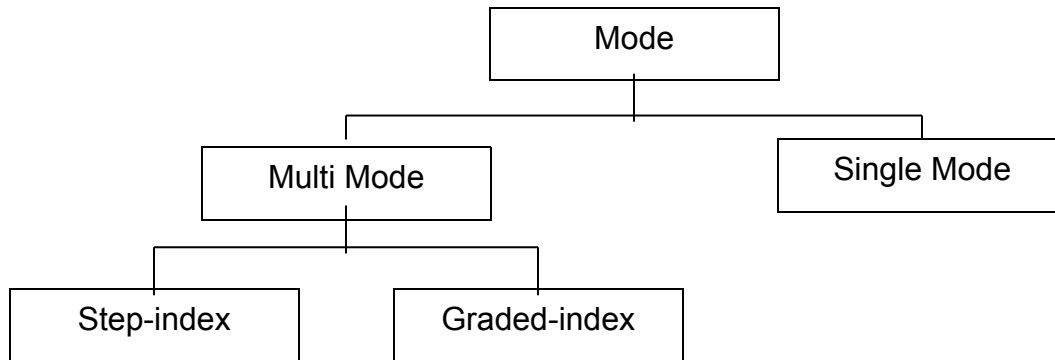 Mode
Multi Mode
Single Mode
Step-index
Graded-index